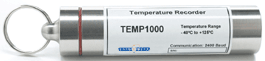 Temperature Recorder
TEMP1000
Temperature Range
-40°C to +125°C
Communication: 2400 Baud